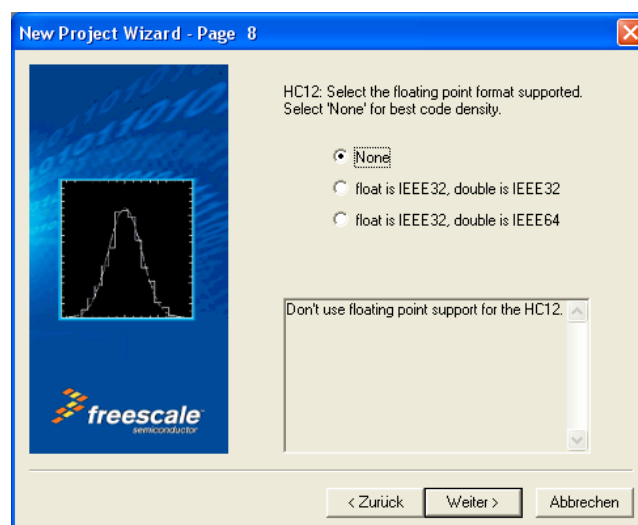 New Project Wizard - Page 8
HC12: Select the floating point format supported.
Select 'None' for best code density.
None
float is IEEE32, double is IEEE32
float is IEEE32, double is IEEE64
Don't use floating point support for the HC12.
freescale
semiconductor
< Zurück
Weiter >
Abbrechen